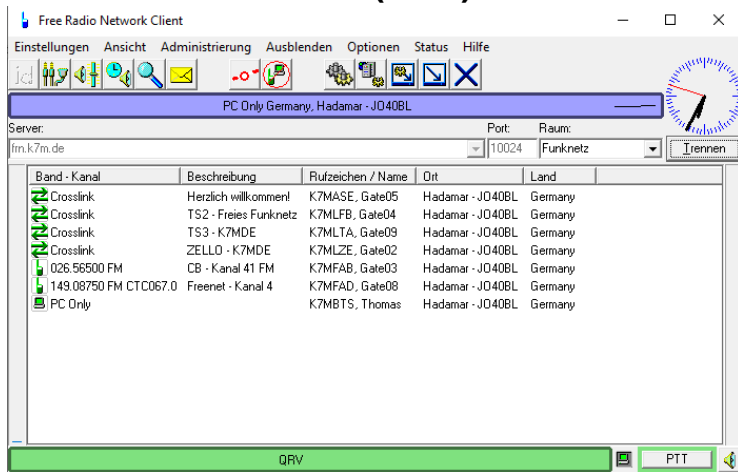 Free Radio Network Client
Einstellungen Ansicht Administrierung Ausblenden Optionen Status Hilfe
PC Only Germany, Hadamar - JO40BL
Server: Port: Raum:
frn.k7m.de 10024 Funknetz Trennen
Band - Kanal Beschreibung Rufzeichen / Name Ort Land
Crosslink Herzlich willkommen! K7MASE, Gate05 Hadamar - JO40BL Germany
Crosslink TS2 - Freies Funknetz K7MLFB, Gate04 Hadamar - JO40BL Germany
Crosslink TS3 - K7MDE K7MLTA, Gate09 Hadamar - JO40BL Germany
Crosslink ZELLO - K7MDE K7MLZE, Gate02 Hadamar - JO40BL Germany
026.56500 FM CB - Kanal 41 FM K7MFAB, Gate03 Hadamar - JO40BL Germany
149.08750 FM CTC067.0 Freenet - Kanal 4 K7MFAD, Gate08 Hadamar - JO40BL Germany
PC Only K7MBTS, Thomas Hadamar - JO40BL Germany
QRV PTT